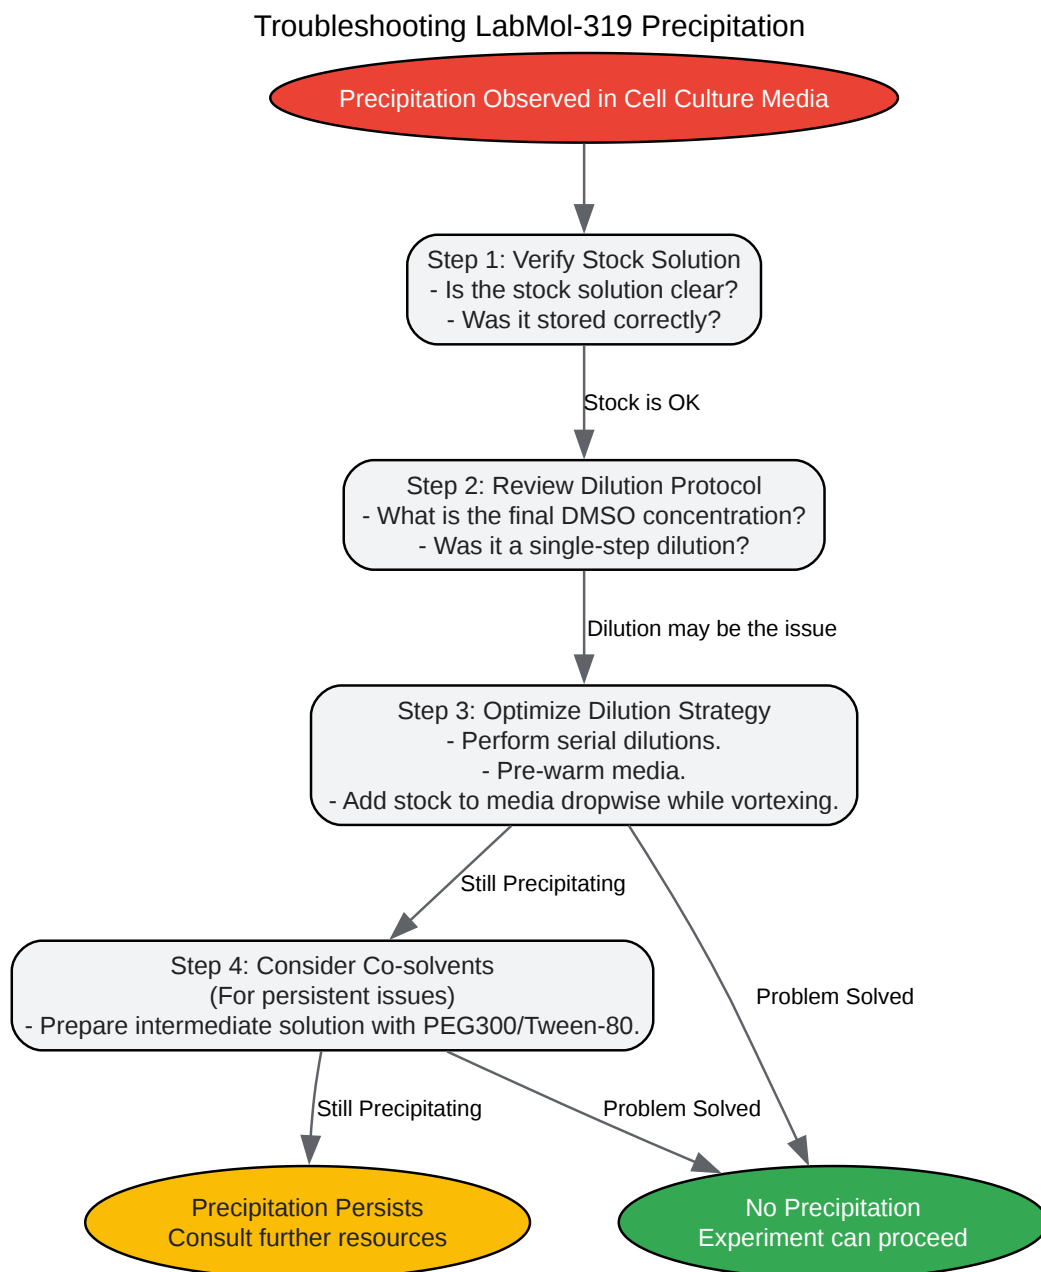 Troubleshooting LabMol-319 Precipitation
Precipitation Observed in Cell Culture Media
Step 1: Verify Stock Solution
- Is the stock solution clear?
- Was it stored correctly?
Stock is OK
Step 2: Review Dilution Protocol
- What is the final DMSO concentration?
- Was it a single-step dilution?
Dilution may be the issue
Step 3: Optimize Dilution Strategy
- Perform serial dilutions.
- Pre-warm media.
- Add stock to media dropwise while vortexing.
Still Precipitating
Problem Solved
Step 4: Consider Co-solvents
(For persistent issues)
- Prepare intermediate solution with PEG300/Tween-80.
Still Precipitating
Problem Solved
Precipitation Persists
Consult further resources
No Precipitation
Experiment can proceed